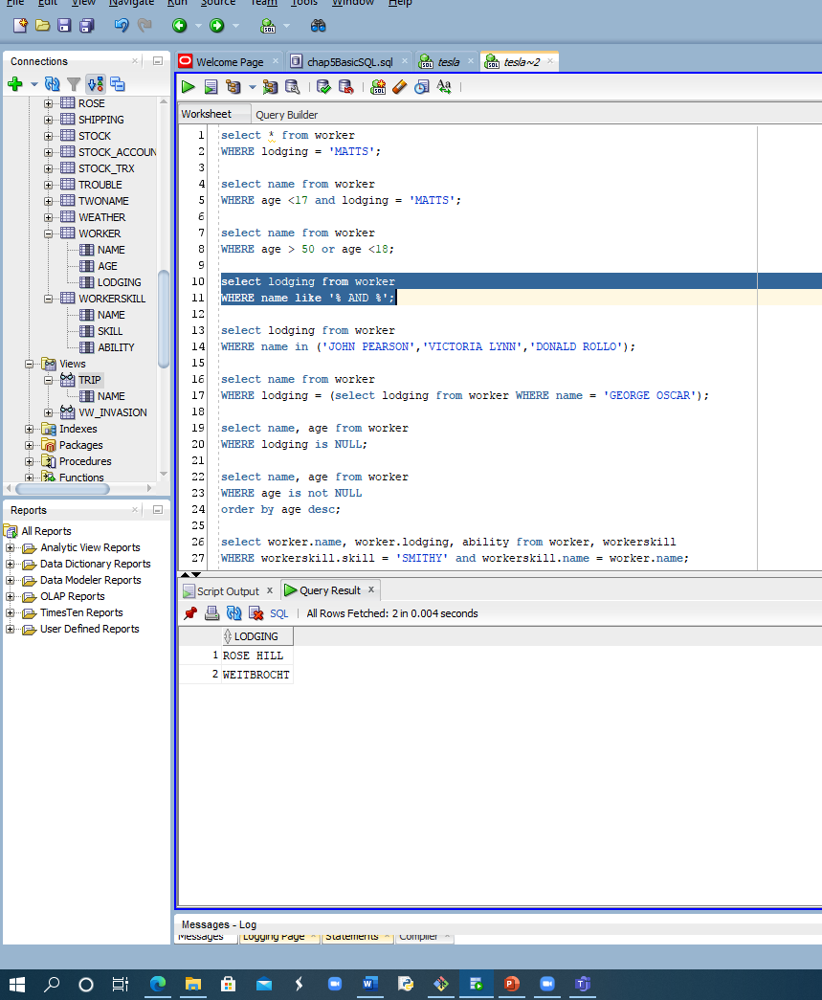 File Edit View Navigate Run Source Team Tools Window Help
Connections
Welcome Page chap5BasicSQL.sql tesla tesla~2
Worksheet Query Builder
ROSE
SHIPPING
STOCK
STOCK_ACCOUN
STOCK_TRX
TROUBLE
TWONAME
WEATHER
WORKER
NAME
AGE
LODGING
WORKERSKILL
NAME
SKILL
ABILITY
Views
TRIP
NAME
VW_INVASION
Indexes
Packages
Procedures
Functions
1 select * from worker
2 WHERE lodging = 'MATTS';
3
4 select name from worker
5 WHERE age <17 and lodging = 'MATTS';
6
7 select name from worker
8 WHERE age > 50 or age <18;
9
10 select lodging from worker
11 WHERE name like '% AND %';
12
13 select lodging from worker
14 WHERE name in ('JOHN PEARSON','VICTORIA LYNN','DONALD ROLLO');
15
16 select name from worker
17 WHERE lodging = (select lodging from worker WHERE name = 'GEORGE OSCAR');
18
19 select name, age from worker
20 WHERE lodging is NULL;
21
22 select name, age from worker
23 WHERE age is not NULL
24 order by age desc;
25
26 select worker.name, worker.lodging, ability from worker, workerskill
27 WHERE workerskill.skill = 'SMITHY' and workerskill.name = worker.name;
Reports
All Reports
Analytic View Reports
Data Dictionary Reports
Data Modeler Reports
OLAP Reports
TimesTen Reports
User Defined Reports
Script Output x Query Result x
SQL | All Rows Fetched: 2 in 0.004 seconds
LODGING
1 ROSE HILL
2 WEITBROCHT
Messages - Log
Messages Logging Page Statements Compiler